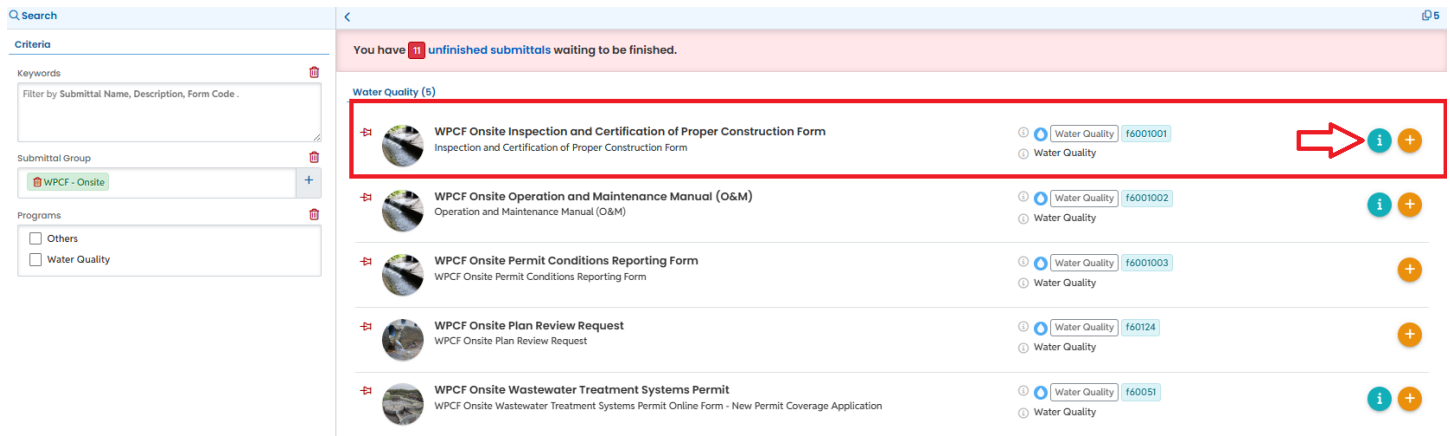 Search
5
Criteria
Keywords
Filter by Submittal Name, Description, Form Code .
Submittal Group
WPCF - Onsite
+
Programs
Others
Water Quality
You have 11 unfinished submittals waiting to be finished.
Water Quality (5)
WPCF Onsite Inspection and Certification of Proper Construction Form
Inspection and Certification of Proper Construction Form
Water Quality f6001001
Water Quality
WPCF Onsite Operation and Maintenance Manual (O&M)
Operation and Maintenance Manual (O&M)
Water Quality f6001002
Water Quality
WPCF Onsite Permit Conditions Reporting Form
WPCF Onsite Permit Conditions Reporting Form
Water Quality f6001003
Water Quality
WPCF Onsite Plan Review Request
WPCF Onsite Plan Review Request
Water Quality f60124
Water Quality
WPCF Onsite Wastewater Treatment Systems Permit
WPCF Onsite Wastewater Treatment Systems Permit Online Form - New Permit Coverage Application
Water Quality f60051
Water Quality